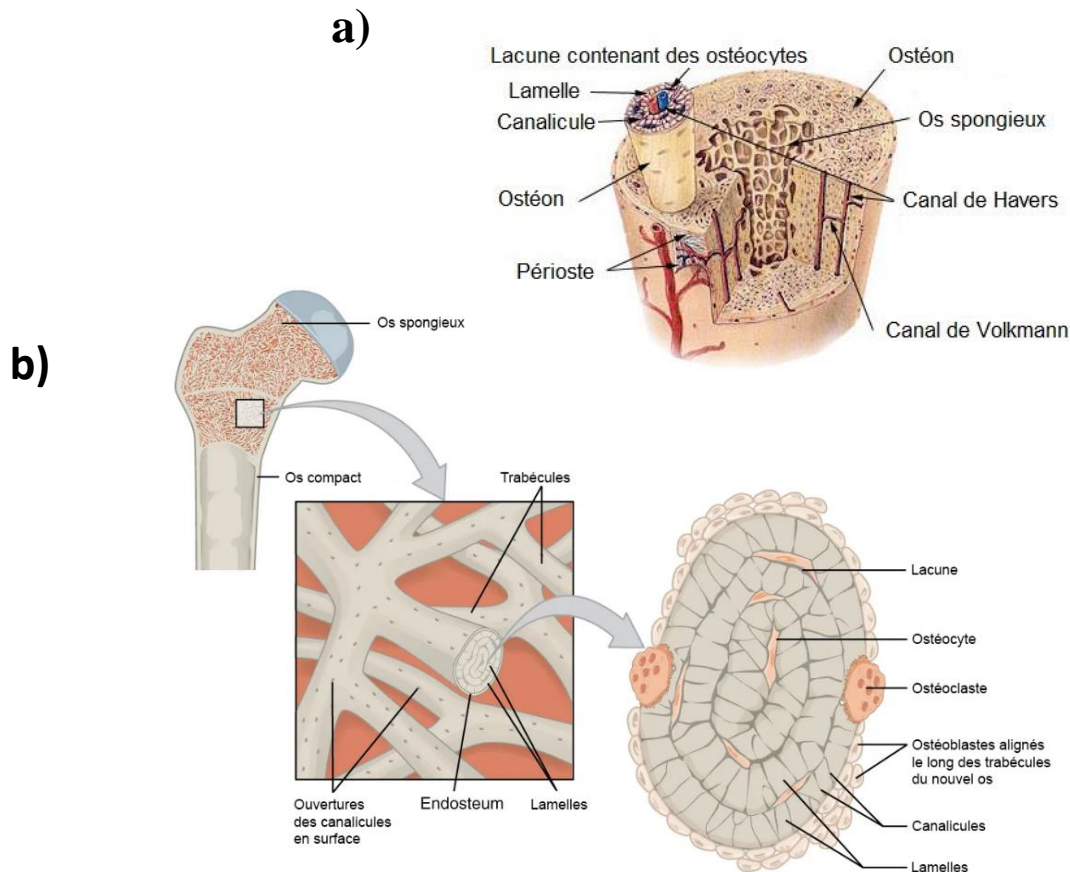 a)
Lacune contenant des ostéocytes
Lamelle
Canalicule
Ostéon
Périoste
Ostéon
Os spongieux
Canal de Havers
Canal de Volkmann
b)
Os spongieux
Os compact
Trabécules
Ouvertures
des canalicules
en surface
Endosteum
Lamelles
Lacune
Ostéocyte
Ostéoclaste
Ostéoblastes alignés
le long des trabécules
du nouvel os
Canalicules
Lamelles